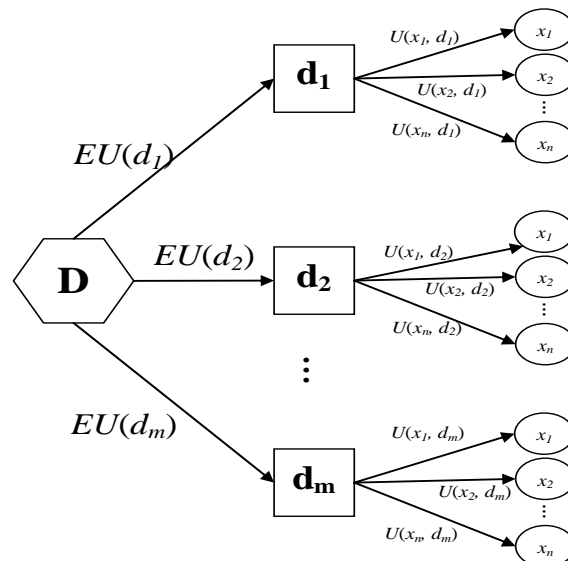 U(x₁, d₁)
x₁
d₁
U(x₂, d₁)
x₂
...
U(xₙ, d₁)
xₙ
EU(d₁)
D
EU(d₂)
d₂
U(x₁, d₂)
x₁
U(x₂, d₂)
x₂
...
U(xₙ, d₂)
xₙ
...
EU(dₘ)
dₘ
U(x₁, dₘ)
x₁
U(x₂, dₘ)
x₂
...
U(xₙ, dₘ)
xₙ